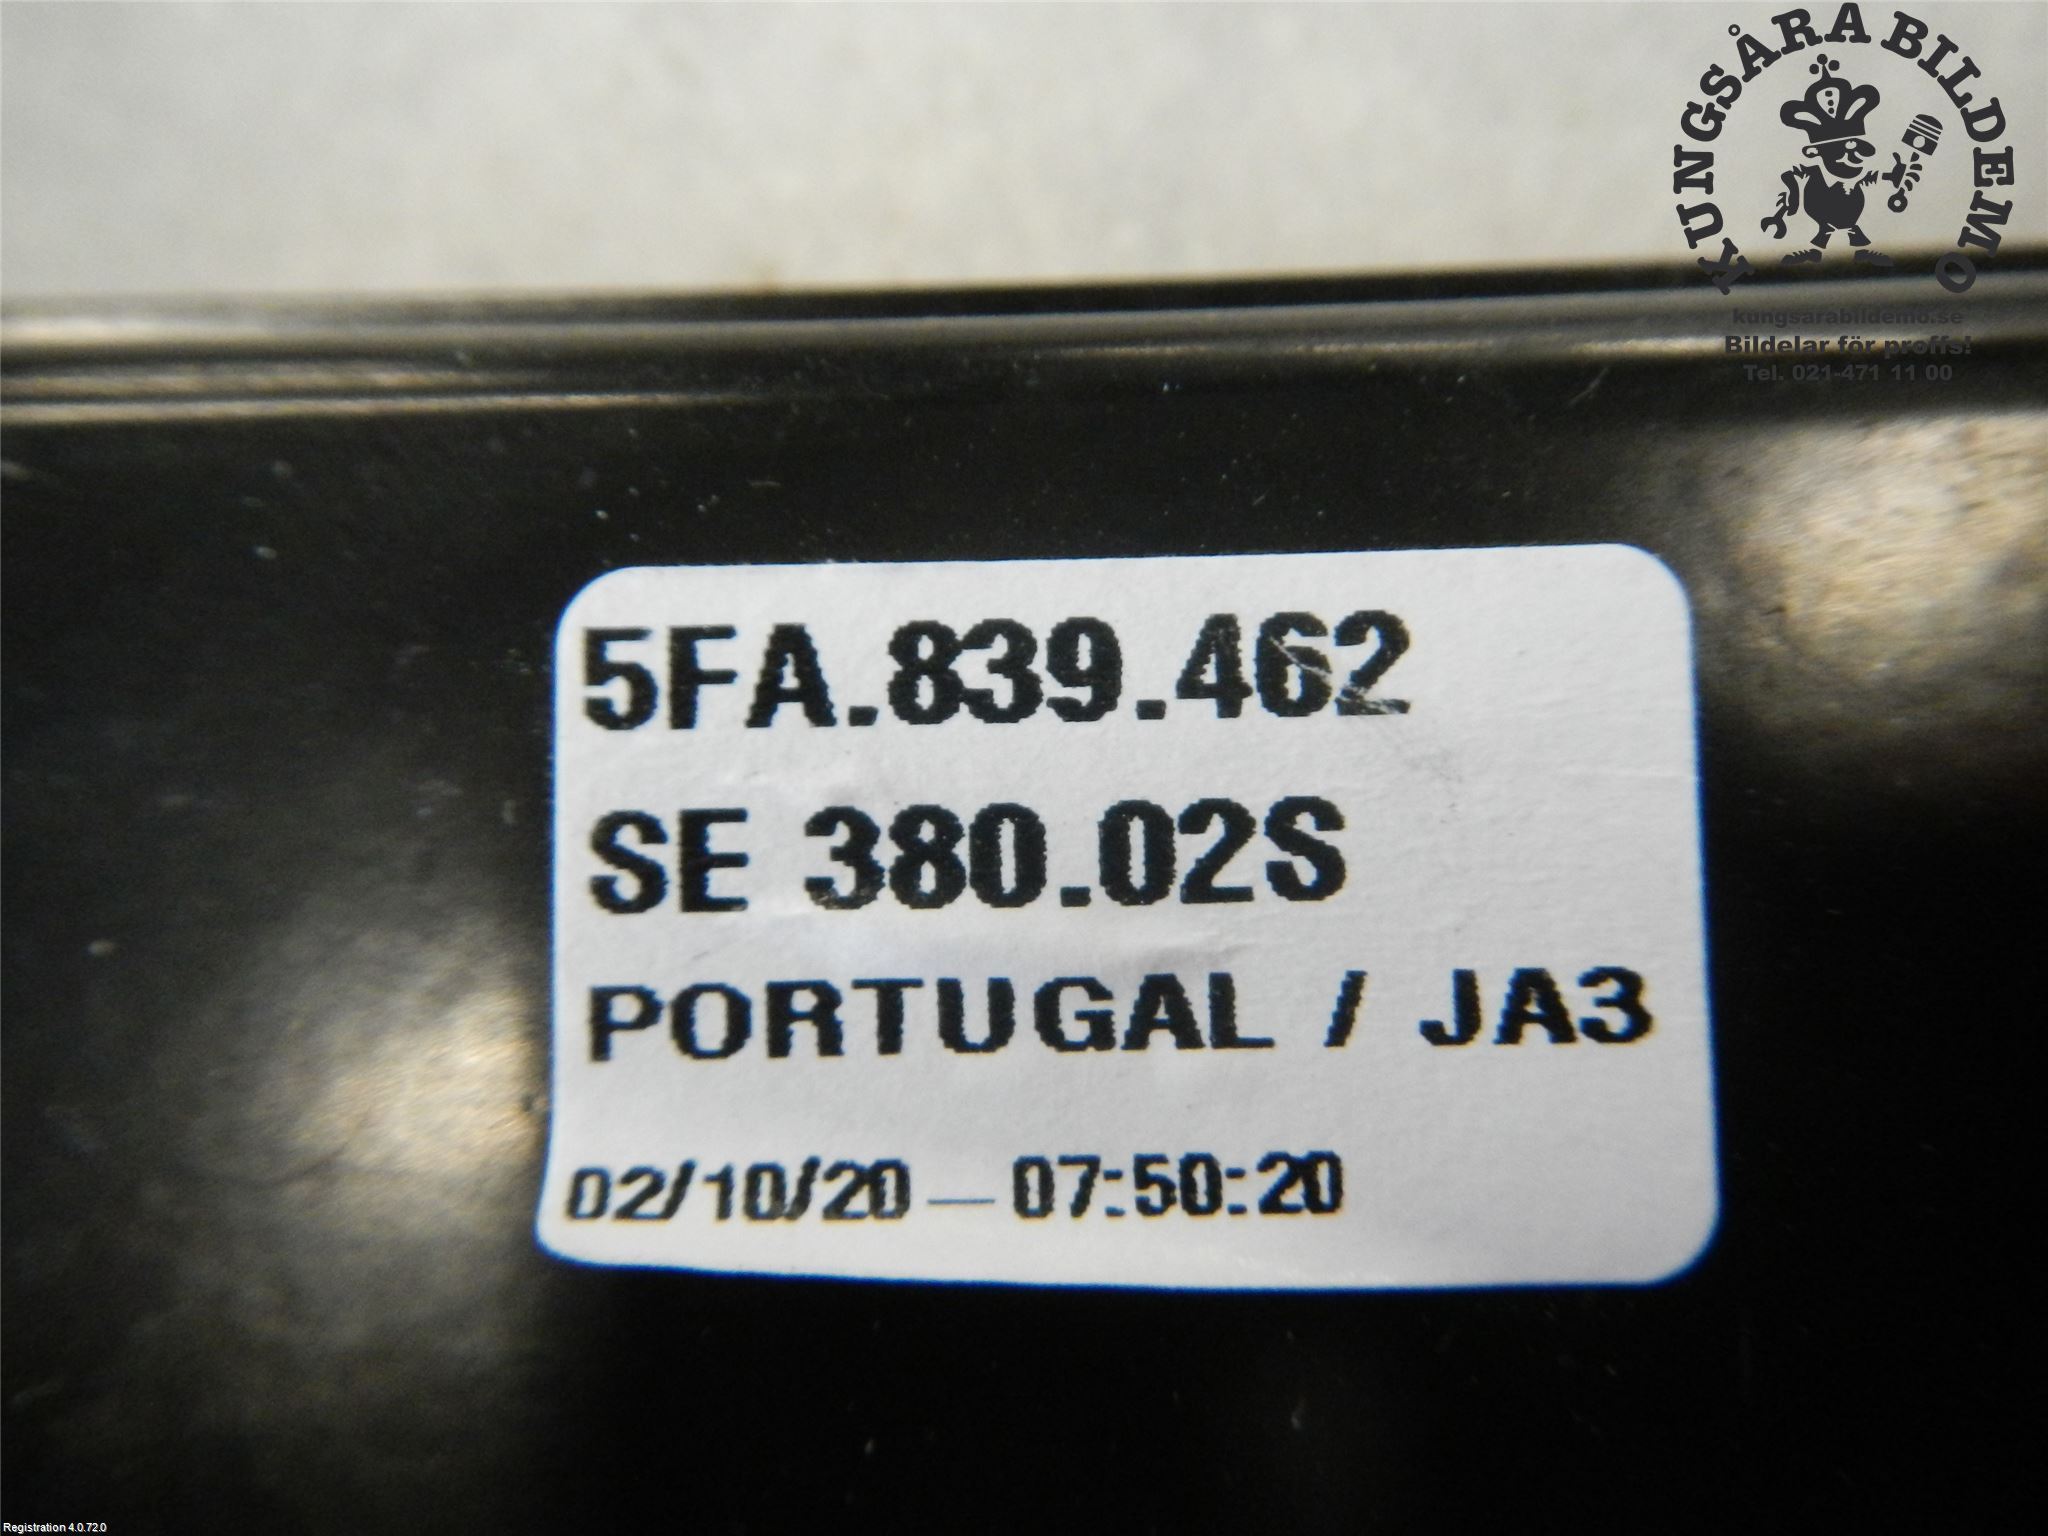 KUNGSÅRA BILDEMO
kungsarabildemo.se
Bildelar för proffs!
Tel. 021-471 11 00
5FA.839.462
SE 380.02S
PORTUGAL / JA3
02/10/20 — 07:50:20
Registration 4.0.72.0